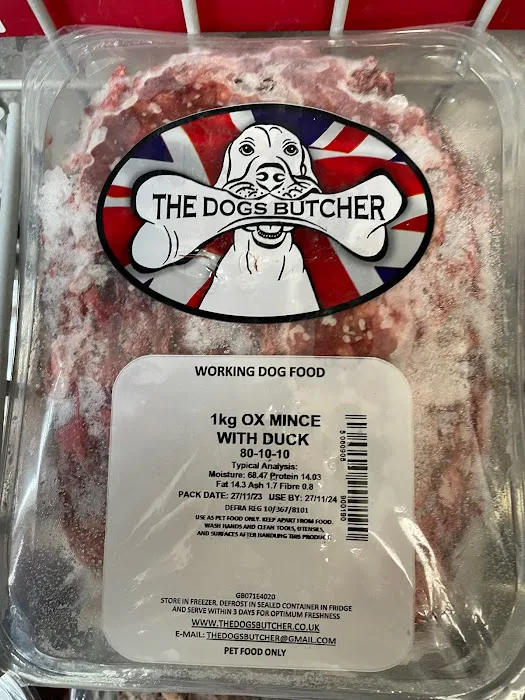 THE DOGS BUTCHER
WORKING DOG FOOD
1kg OX MINCE
WITH DUCK
80-10-10
Typical Analysis:
Moisture: 68.47 Protein 14.03
Fat 14.3 Ash 1.7 Fibre 0.8
PACK DATE: 27/11/23 USE BY: 27/11/24
DEFRA REG 10/367/8101
USE AS PET FOOD ONLY. KEEP APART FROM FOOD.
WASH HANDS AND CLEAN TOOLS, UTENSILS,
AND SURFACES AFTER HANDLING THIS PRODUCT.
GB071E4020
STORE IN FREEZER. DEFROST IN SEALED CONTAINER IN FRIDGE
AND SERVE WITHIN 3 DAYS FOR OPTIMUM FRESHNESS
WWW.THEDOGSBUTCHER.CO.UK
E-MAIL: THEDOGSBUTCHER@GMAIL.COM
PET FOOD ONLY